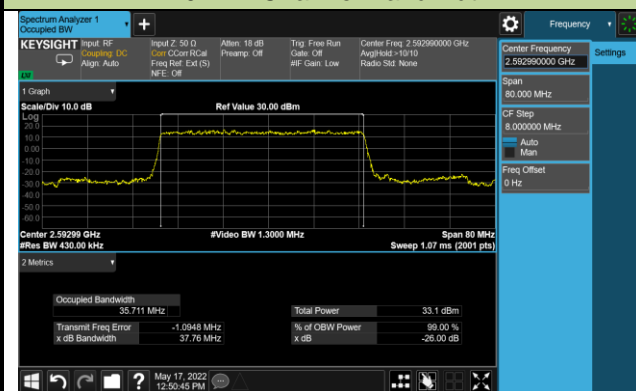 Spectrum Analyzer 1
Occupied BW
Frequency
KEYSIGHT
Input: RF
Coupling: DC
Align: Auto
Input Z: 50 Ω
Corr CCorr RCal
Freq Ref: Ext (S)
NFE: Off
Atten: 18 dB
Preamp: Off
Trig: Free Run
Gate: Off
#IF Gain: Low
Center Freq: 2.592990000 GHz
Avg|Hold:>10/10
Radio Std: None
Center Frequency
2.592990000 GHz
Settings
Span
80.000 MHz
CF Step
8.000000 MHz
Auto
Man
Freq Offset
0 Hz
1 Graph
Scale/Div 10.0 dB
Ref Value 30.00 dBm
Log
20.0
10.0
0.00
-10.0
-20.0
-30.0
-40.0
-50.0
-60.0
Center 2.59299 GHz
#Video BW 1.3000 MHz
Span 80 MHz
#Res BW 430.00 kHz
Sweep 1.07 ms (2001 pts)
2 Metrics
Occupied Bandwidth
35.711 MHz
Total Power
33.1 dBm
Transmit Freq Error
-1.0948 MHz
% of OBW Power
99.00 %
x dB Bandwidth
37.76 MHz
x dB
-26.00 dB
?
May 17, 2022
12:50:45 PM